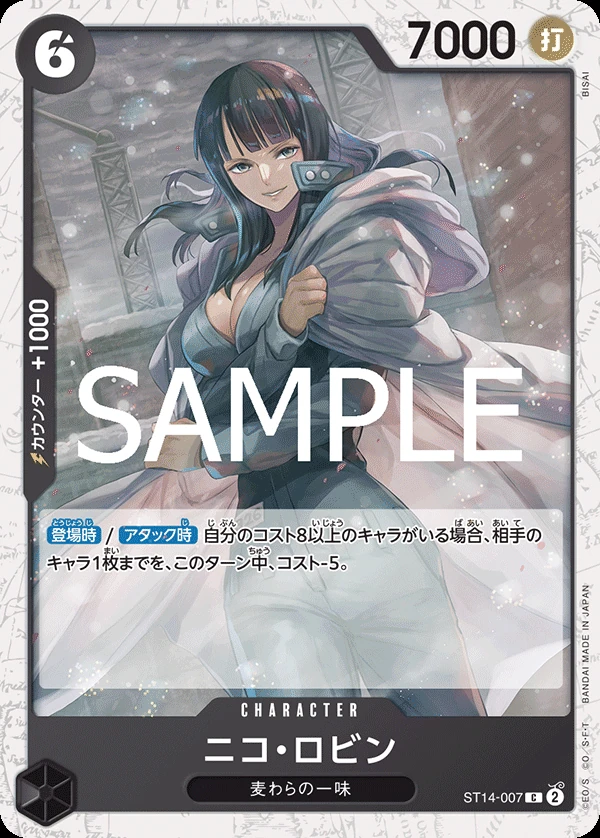 6
7000
打
BISAI
カウンター +1000
SAMPLE
登場時 / アタック時 自分のコスト8以上のキャラがいる場合、相手の
キャラ1枚までを、このターン中、コスト-5。
CHARACTER
ニコ・ロビン
麦わらの一味
ST14-007 C 2
©E.O/S. ©O./S・F・T BANDAI MADE IN JAPAN